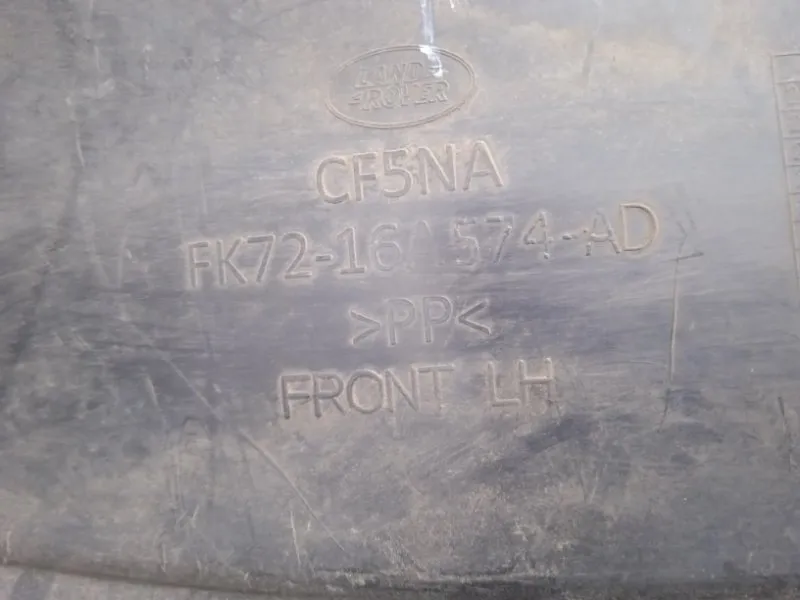 LAND
ROVER
CF5NA
FK72-16A574-AD
>PP<
FRONT LH